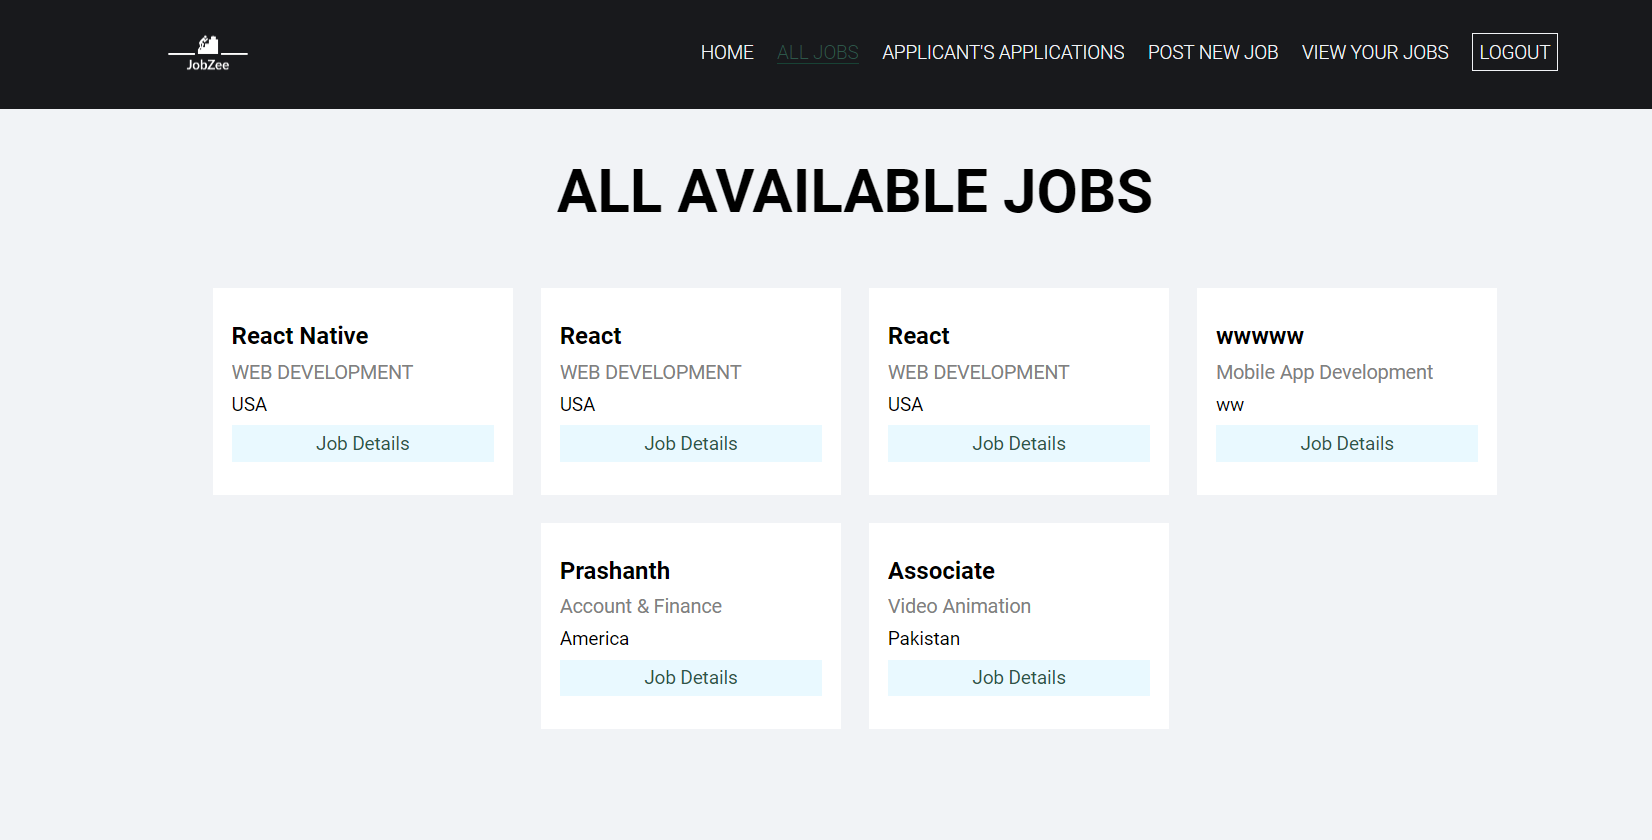 JobZee
HOME ALL JOBS APPLICANT'S APPLICATIONS POST NEW JOB VIEW YOUR JOBS LOGOUT
ALL AVAILABLE JOBS
React Native
WEB DEVELOPMENT
USA
Job Details
React
WEB DEVELOPMENT
USA
Job Details
React
WEB DEVELOPMENT
USA
Job Details
wwwww
Mobile App Development
ww
Job Details
Prashanth
Account & Finance
America
Job Details
Associate
Video Animation
Pakistan
Job Details